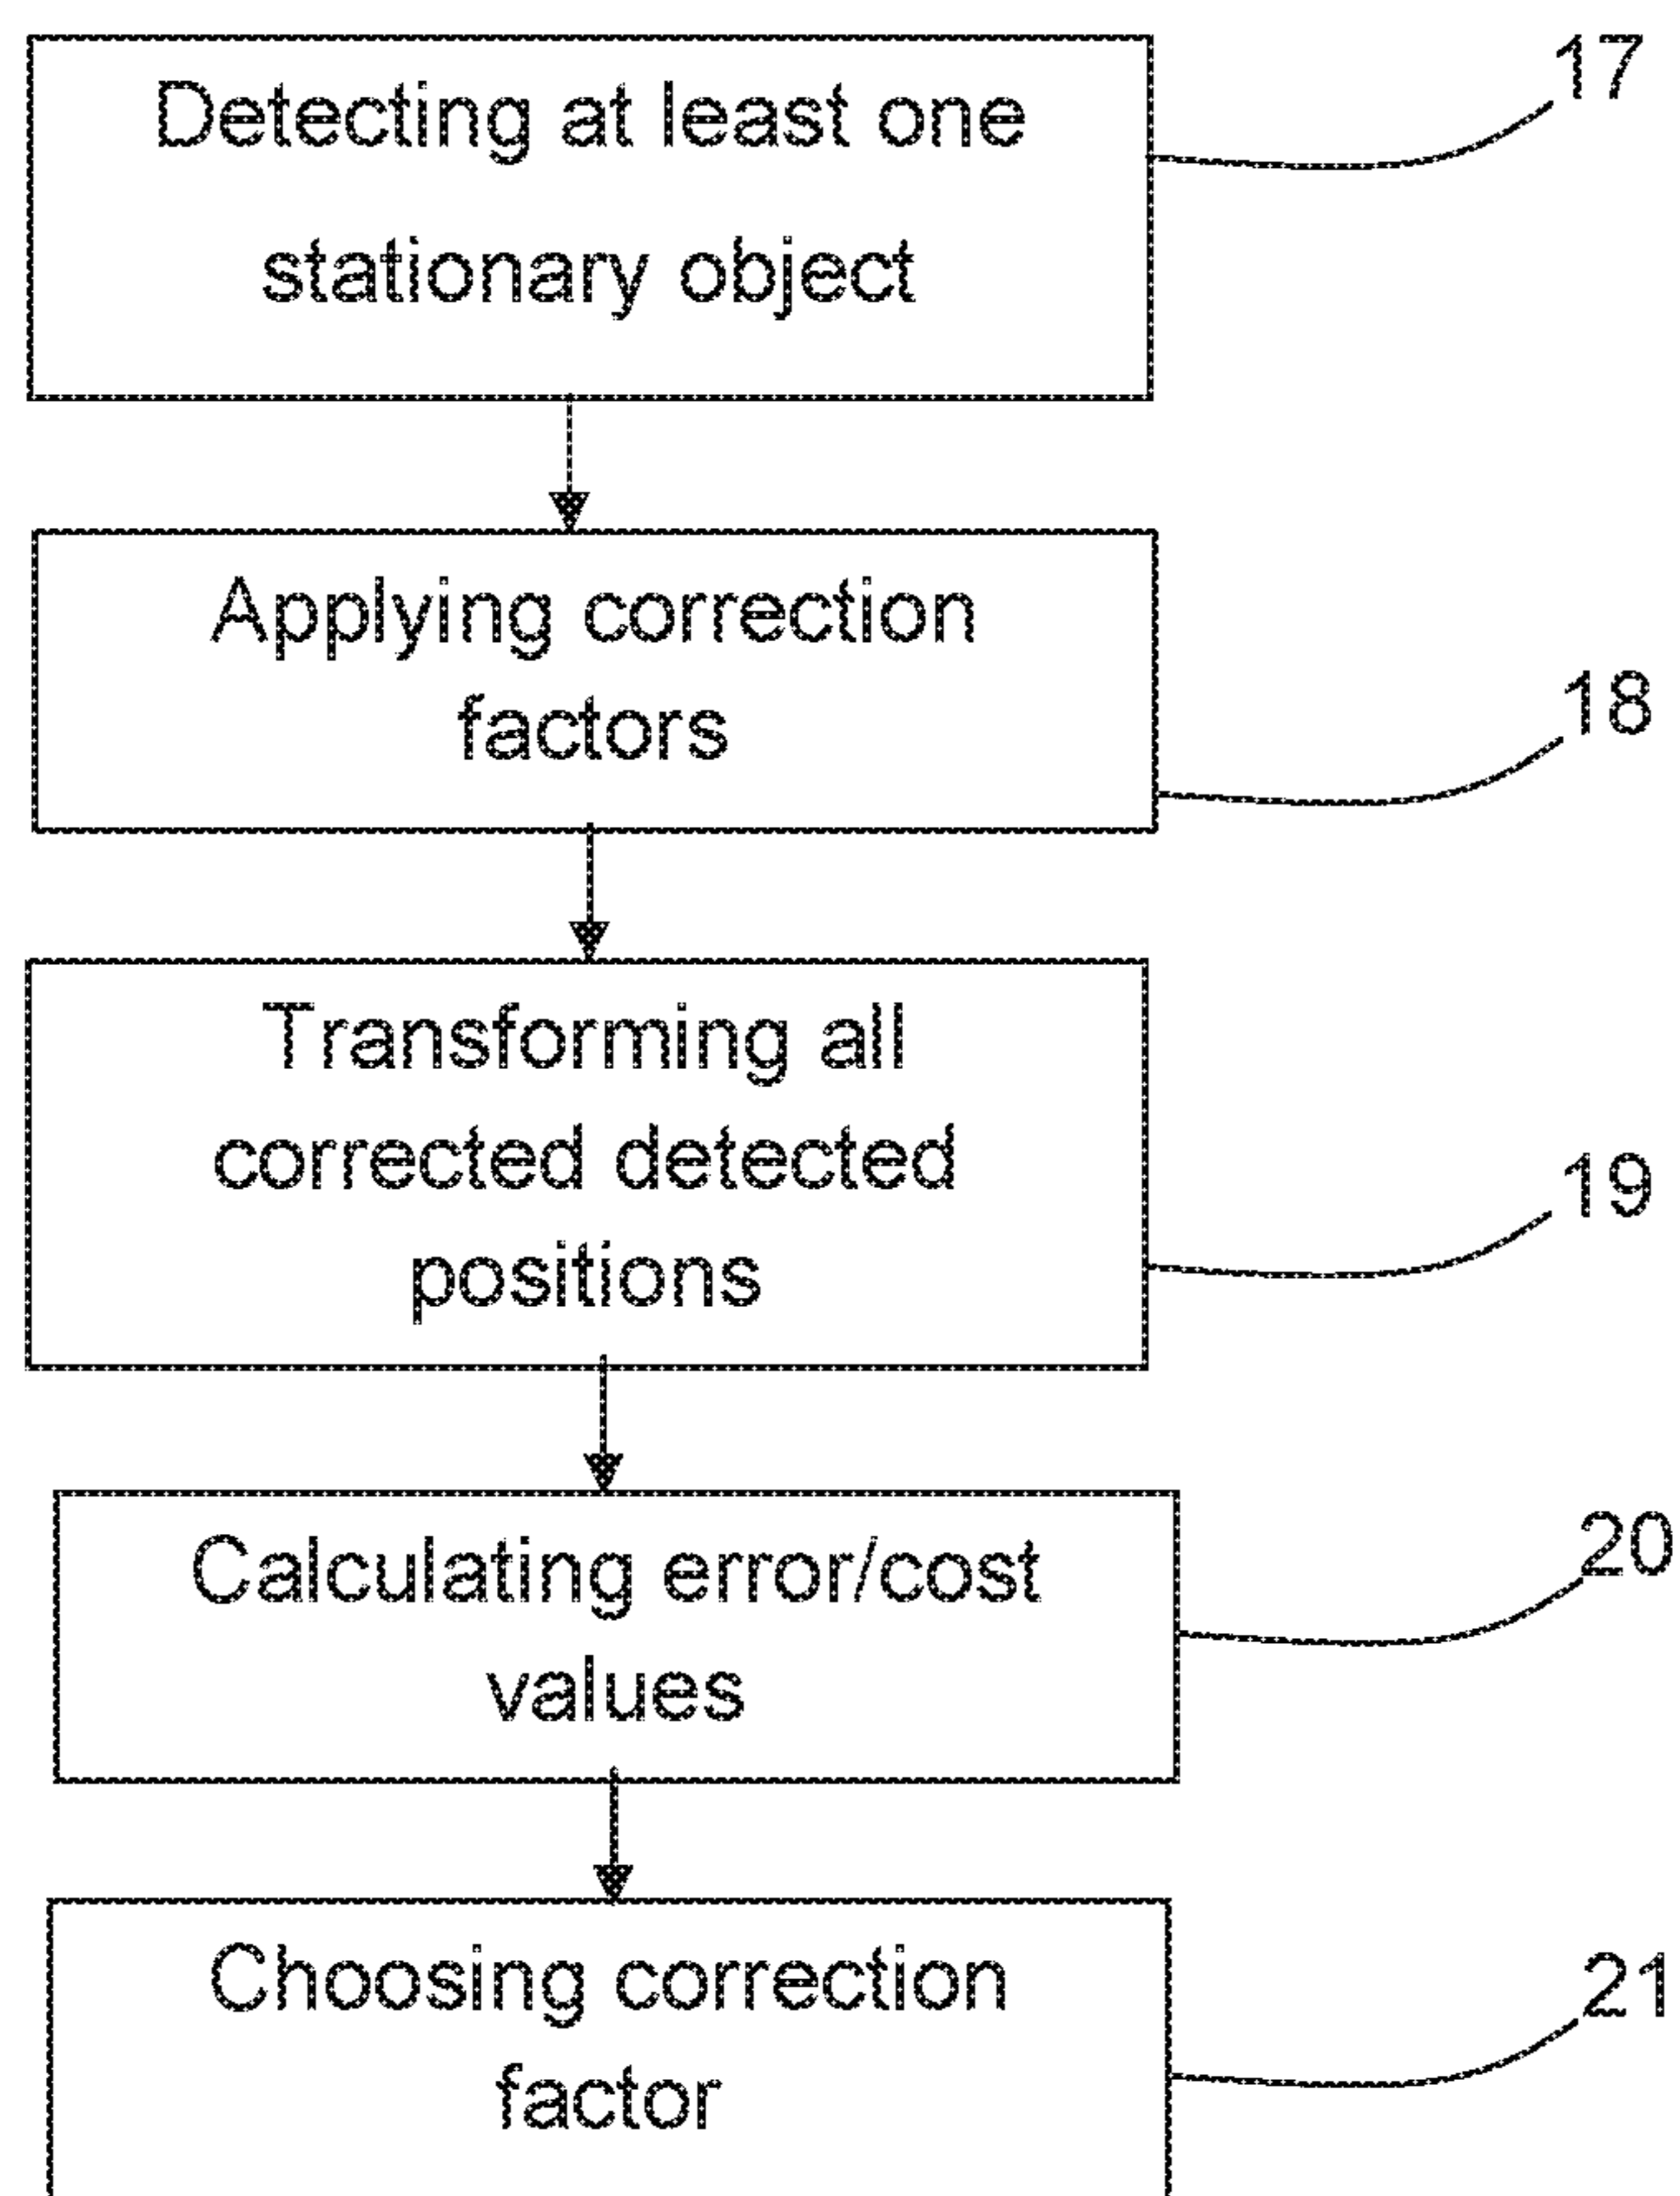 Detecting at least one
stationary object
17
Applying correction
factors
18
Transforming all
corrected detected
positions
19
Calculating error/cost
values
20
Choosing correction
factor
21